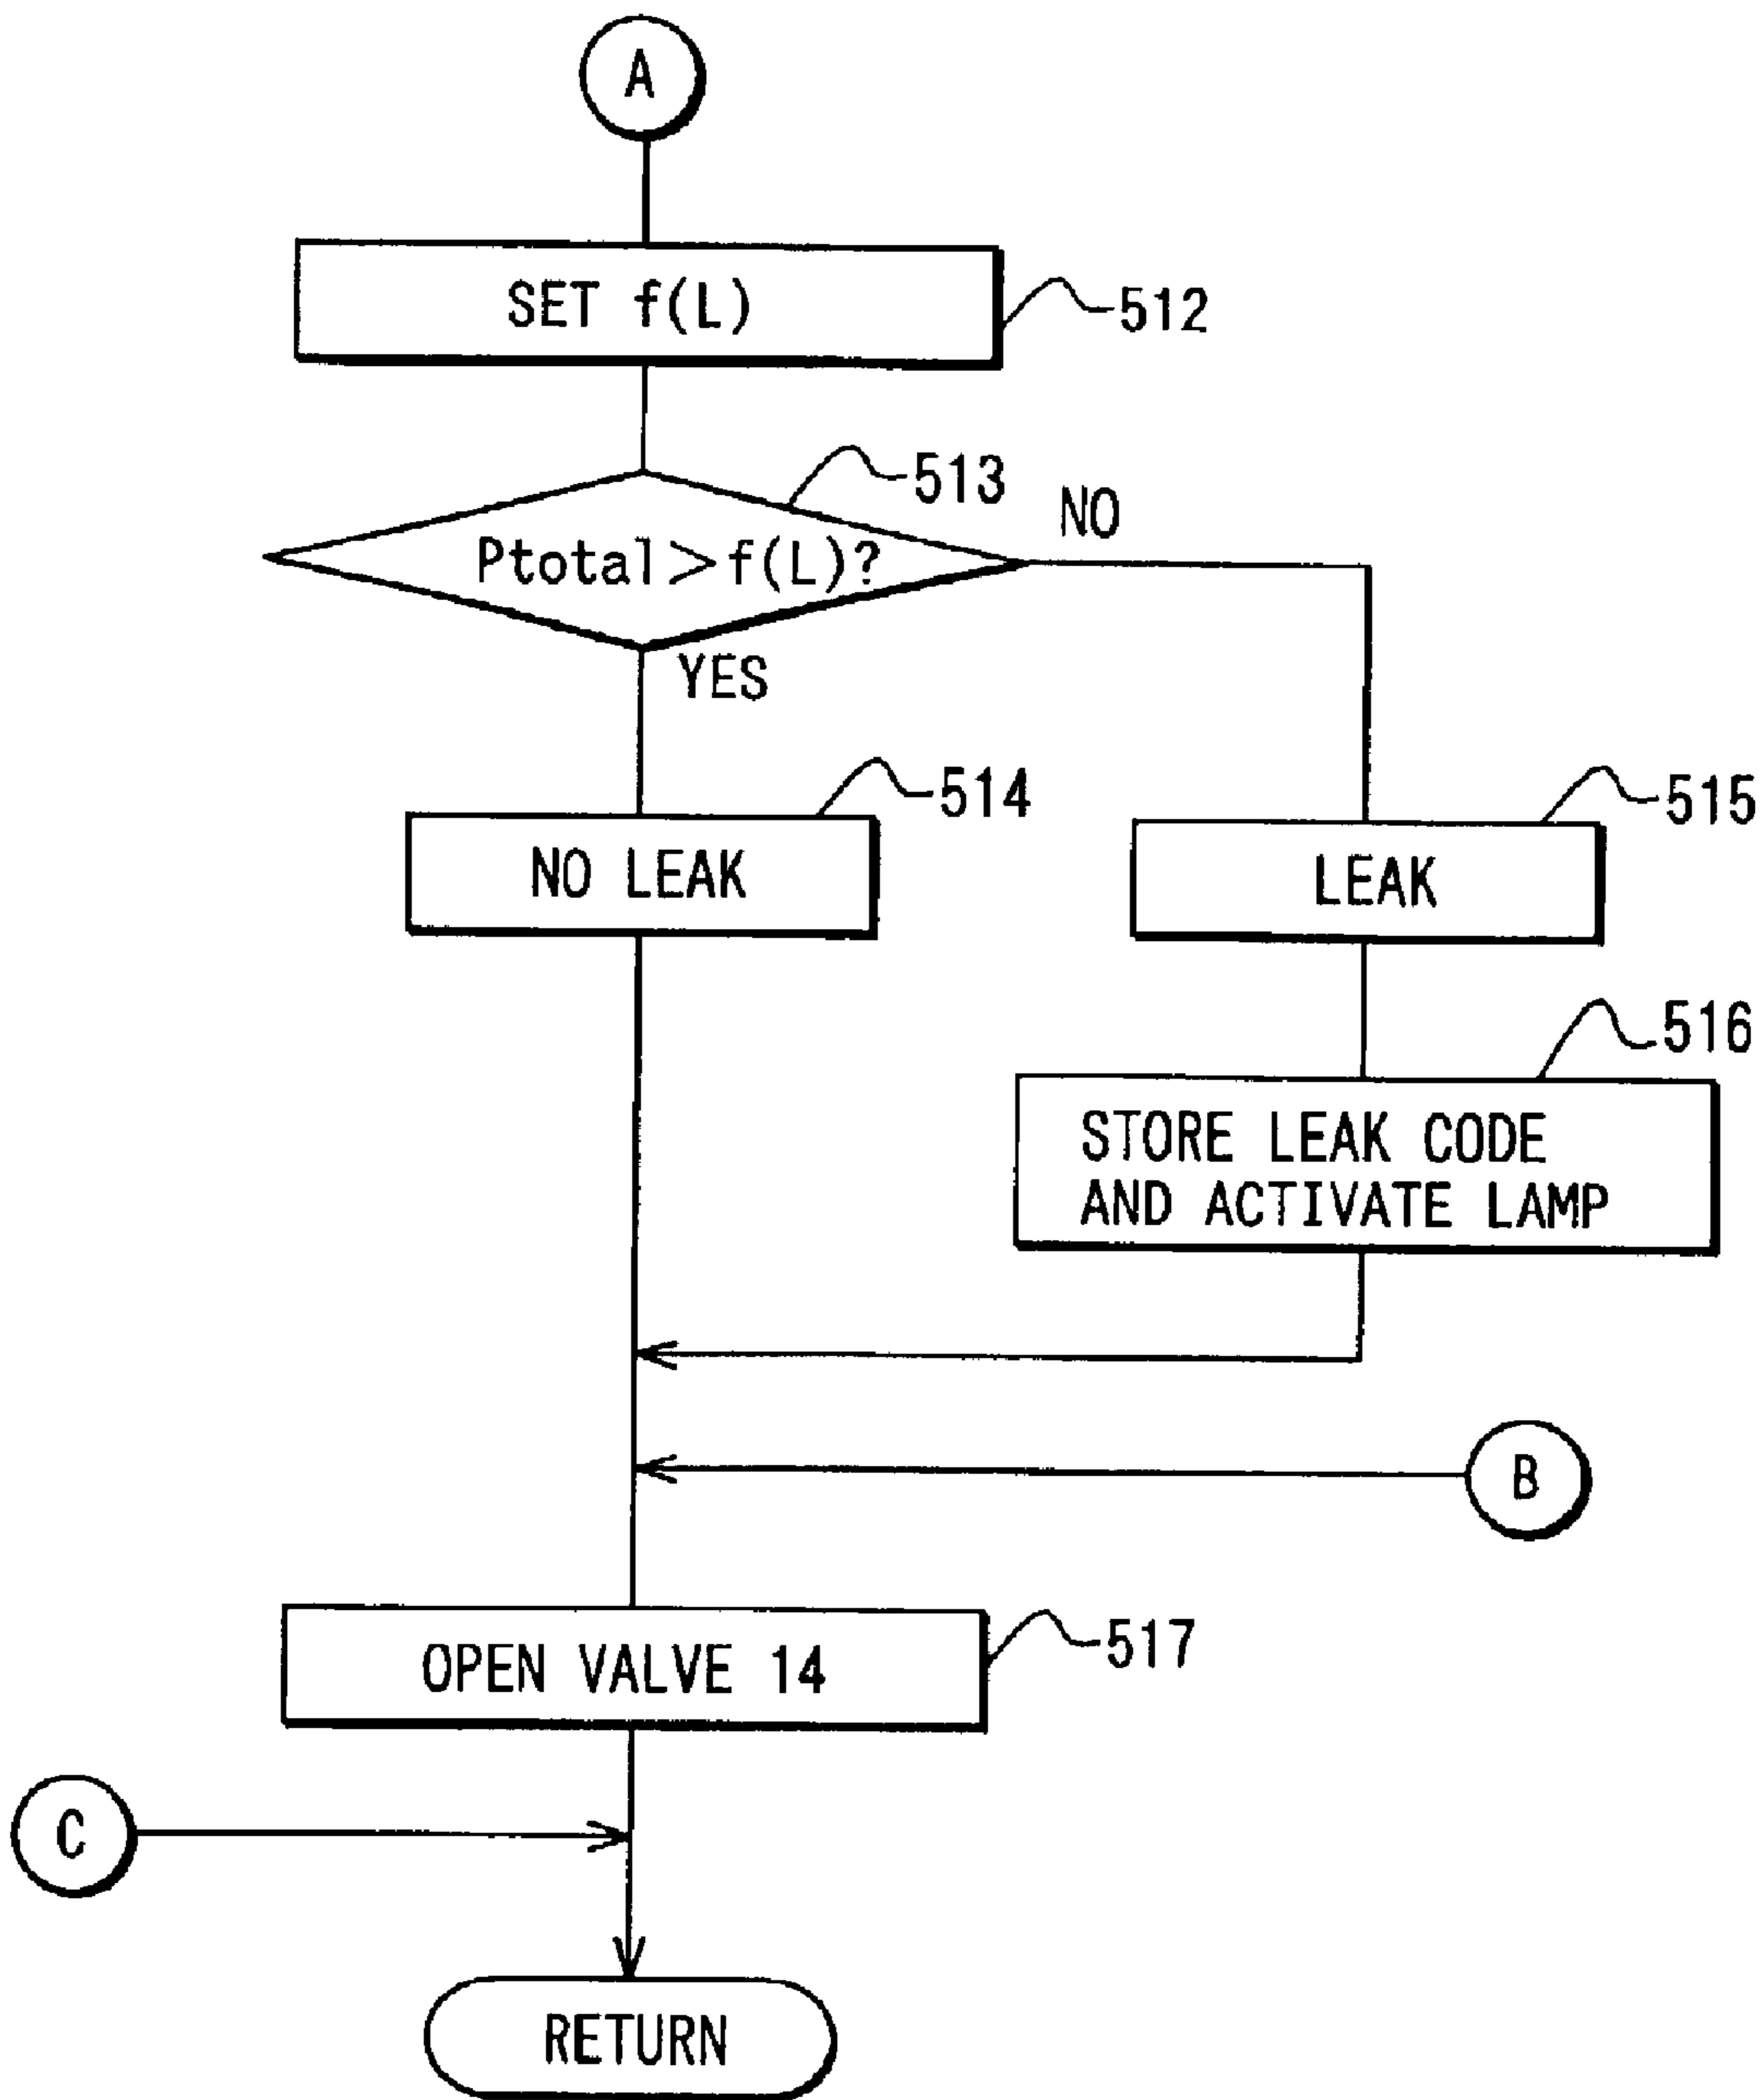 A
SET f(L)
512
513
NO
Ptotal>f(L)?
YES
514
515
NO LEAK
LEAK
516
STORE LEAK CODE
AND ACTIVATE LAMP
B
OPEN VALVE 14
517
C
RETURN